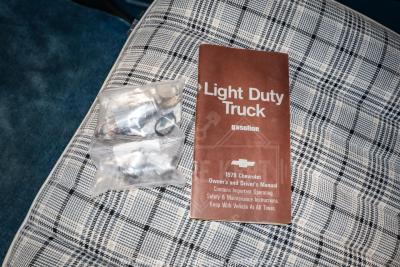 Light Duty
Truck
gasoline
1979 Chevrolet
Owner's and Driver's Manual
Contains Important Operating,
Safety & Maintenance Instructions.
Keep With Vehicle At All Times.